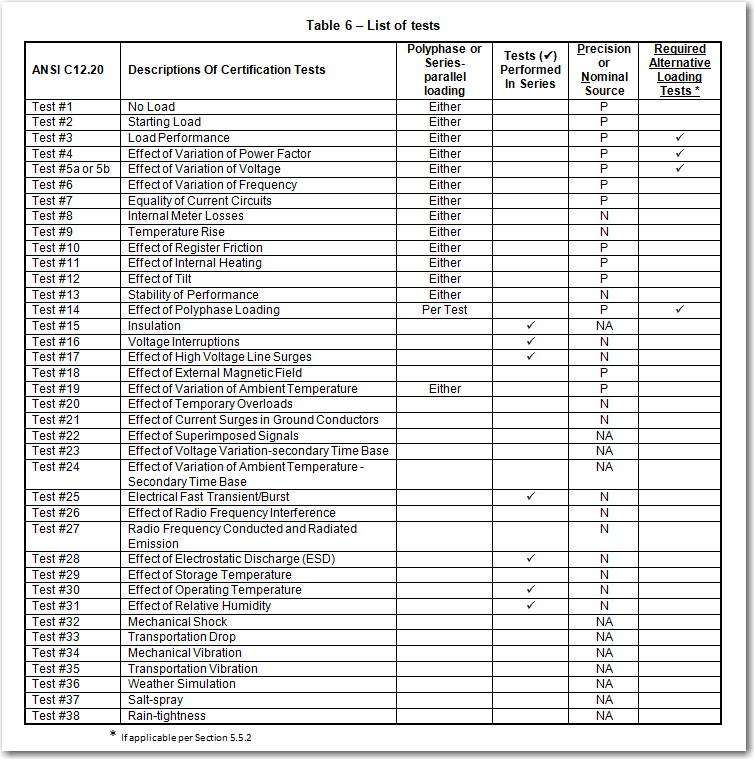 Table 6 – List of tests
ANSI C12.20 Descriptions Of Certification Tests Polyphase or Series-parallel loading Tests (✓) Performed In Series Precision or Nominal Source Required Alternative Loading Tests *
Test #1 No Load Either P
Test #2 Starting Load Either P
Test #3 Load Performance Either P ✓
Test #4 Effect of Variation of Power Factor Either P ✓
Test #5a or 5b Effect of Variation of Voltage Either P ✓
Test #6 Effect of Variation of Frequency Either P
Test #7 Equality of Current Circuits Either P
Test #8 Internal Meter Losses Either N
Test #9 Temperature Rise Either N
Test #10 Effect of Register Friction Either P
Test #11 Effect of Internal Heating Either P
Test #12 Effect of Tilt Either P
Test #13 Stability of Performance Either N
Test #14 Effect of Polyphase Loading Per Test P ✓
Test #15 Insulation ✓ NA
Test #16 Voltage Interruptions ✓ N
Test #17 Effect of High Voltage Line Surges ✓ N
Test #18 Effect of External Magnetic Field P
Test #19 Effect of Variation of Ambient Temperature Either P
Test #20 Effect of Temporary Overloads N
Test #21 Effect of Current Surges in Ground Conductors N
Test #22 Effect of Superimposed Signals NA
Test #23 Effect of Voltage Variation-secondary Time Base NA
Test #24 Effect of Variation of Ambient Temperature - NA
Secondary Time Base
Test #25 Electrical Fast Transient/Burst ✓ N
Test #26 Effect of Radio Frequency Interference N
Test #27 Radio Frequency Conducted and Radiated N
Emission
Test #28 Effect of Electrostatic Discharge (ESD) ✓ N
Test #29 Effect of Storage Temperature N
Test #30 Effect of Operating Temperature ✓ N
Test #31 Effect of Relative Humidity ✓ N
Test #32 Mechanical Shock NA
Test #33 Transportation Drop NA
Test #34 Mechanical Vibration NA
Test #35 Transportation Vibration NA
Test #36 Weather Simulation NA
Test #37 Salt-spray NA
Test #38 Rain-tightness NA
* If applicable per Section 5.5.2